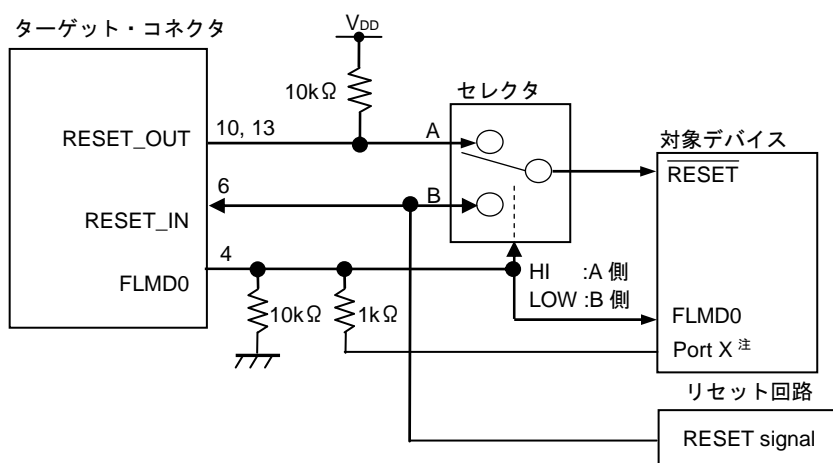 ターゲット・コネクタ
VDD
10kΩ
セレクタ
RESET_OUT
10, 13
A
対象デバイス
RESET
6
B
RESET_IN
4
HI :A 側
LOW :B 側
FLMD0
10kΩ
1kΩ
FLMD0
Port X 注
リセット回路
RESET signal